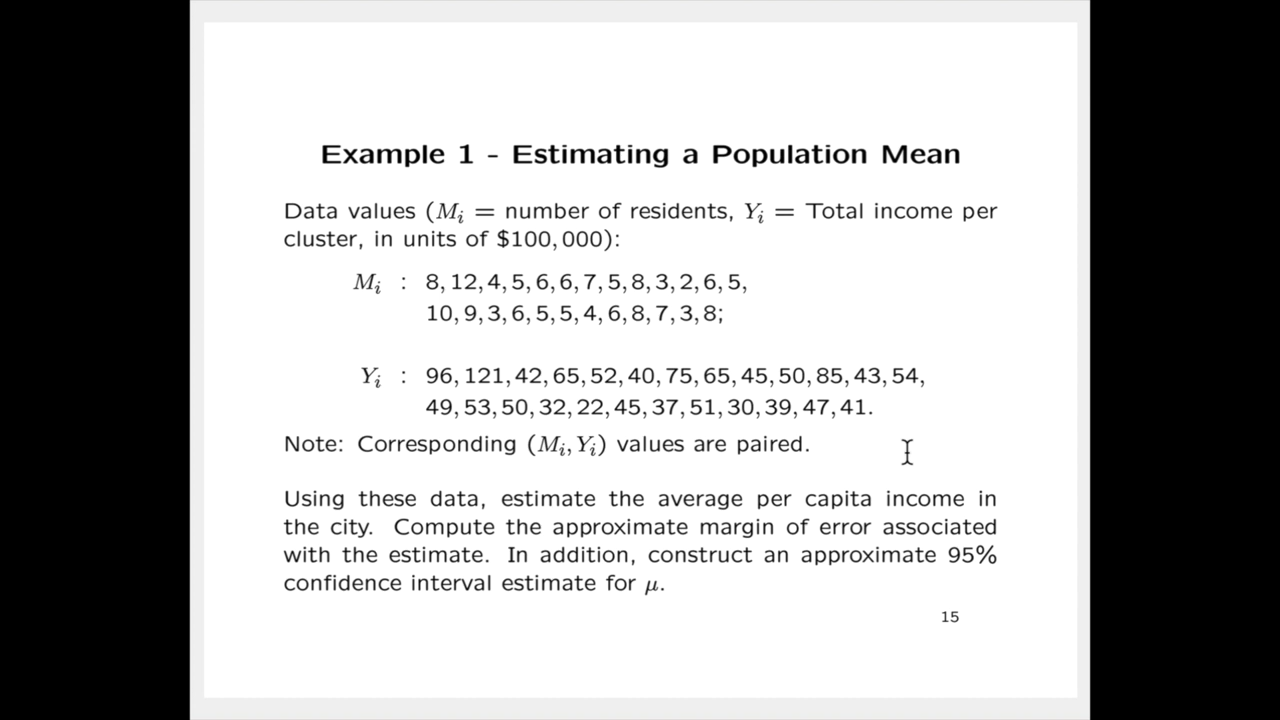 Example 1 - Estimating a Population Mean
Data values (Mᵢ = number of residents, Yᵢ = Total income per
cluster, in units of $100,000):
Mᵢ : 8, 12, 4, 5, 6, 6, 7, 5, 8, 3, 2, 6, 5,
10, 9, 3, 6, 5, 5, 4, 6, 8, 7, 3, 8;
Yᵢ : 96, 121, 42, 65, 52, 40, 75, 65, 45, 50, 85, 43, 54,
49, 53, 50, 32, 22, 45, 37, 51, 30, 39, 47, 41.
Note: Corresponding (Mᵢ, Yᵢ) values are paired.
Using these data, estimate the average per capita income in
the city. Compute the approximate margin of error associated
with the estimate. In addition, construct an approximate 95%
confidence interval estimate for μ.
15